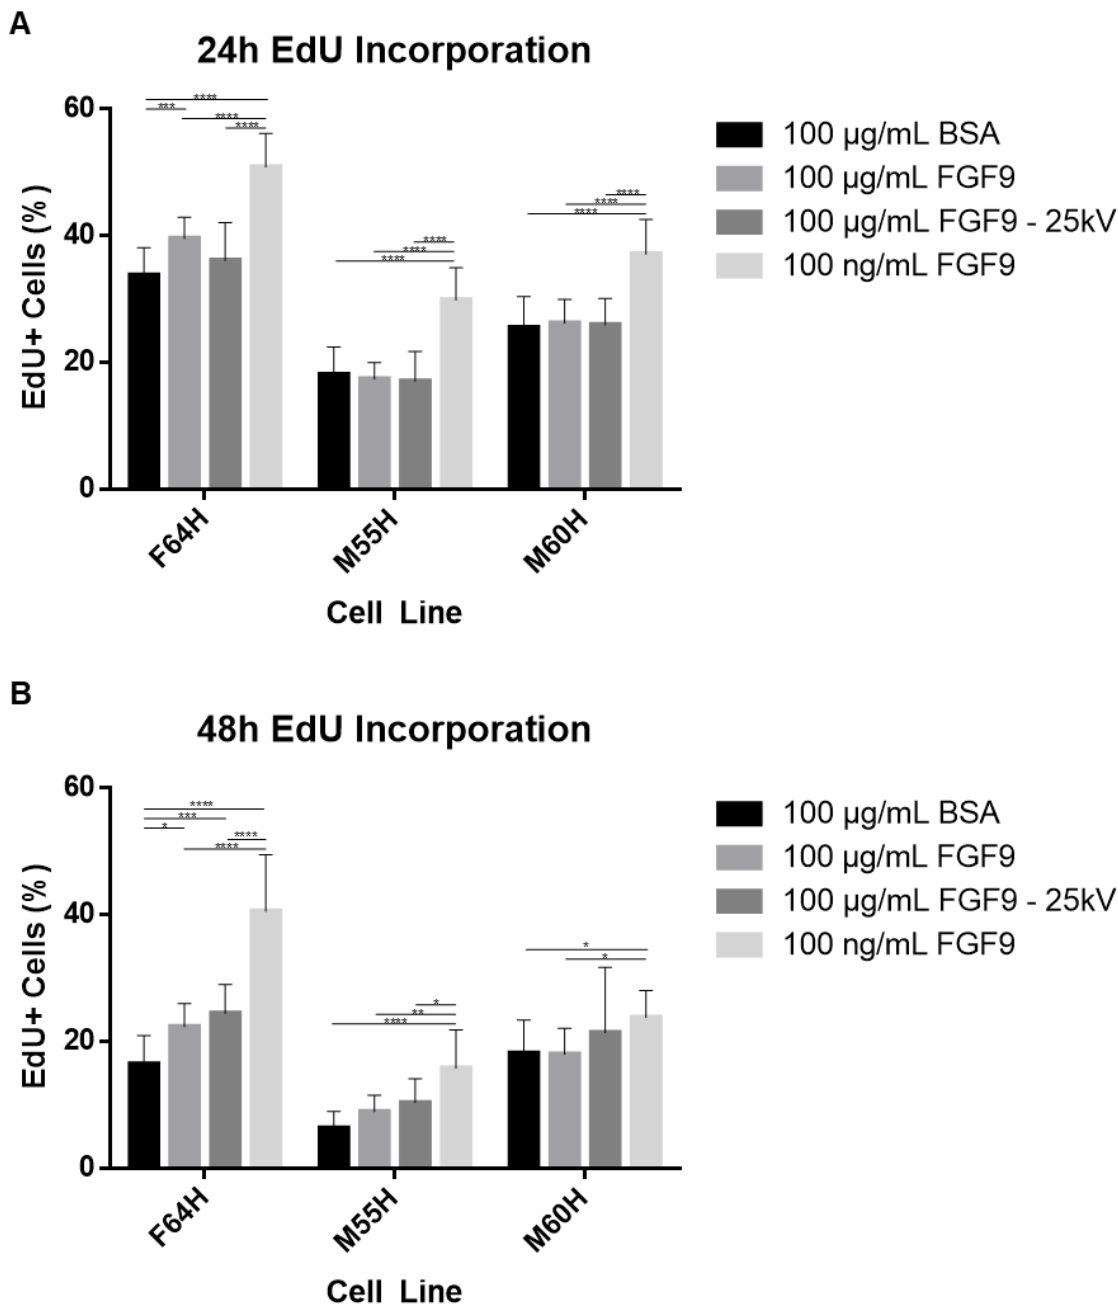 A
24h EdU Incorporation
60
40
20
0
EdU+ Cells (%)
**** 
***
****
****
****
****
****
****
****
****
F64H
M55H
M60H
Cell Line
100 µg/mL BSA
100 µg/mL FGF9
100 µg/mL FGF9 - 25kV
100 ng/mL FGF9
B
48h EdU Incorporation
60
40
20
0
EdU+ Cells (%)
****
***
*
****
****
*
**
****
*
*
F64H
M55H
M60H
Cell Line
100 µg/mL BSA
100 µg/mL FGF9
100 µg/mL FGF9 - 25kV
100 ng/mL FGF9